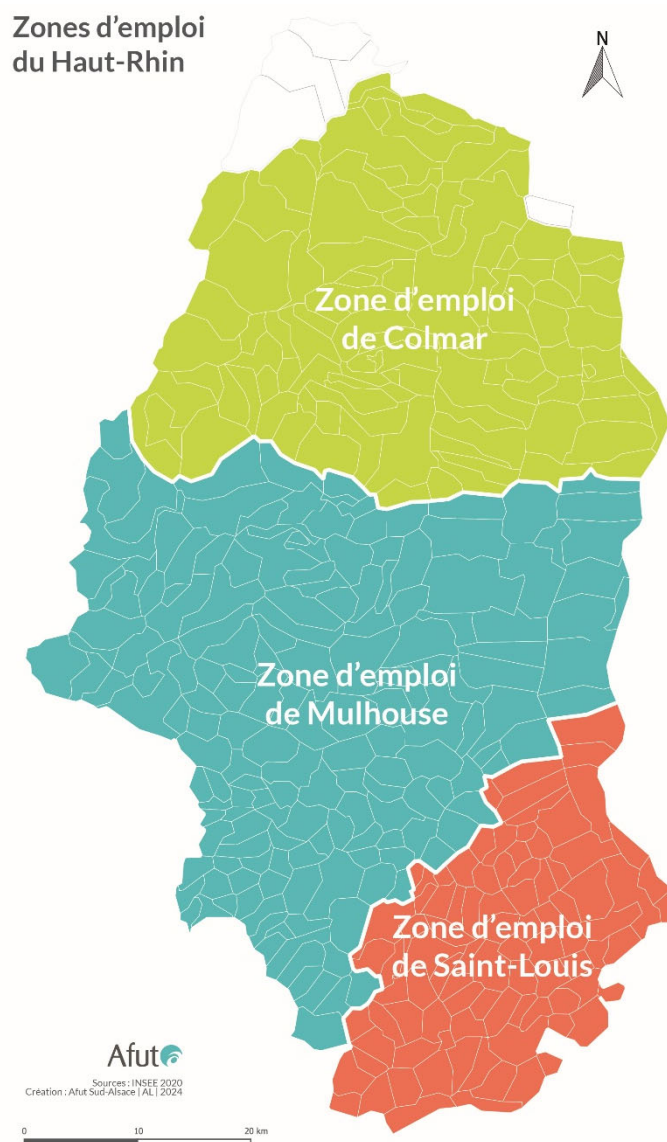 Zones d’emploi
du Haut-Rhin
N
Zone d’emploi
de Colmar
Zone d’emploi
de Mulhouse
Zone d’emploi
de Saint-Louis
Afut
Sources : INSEE 2020
Création : Afut Sud-Alsace | AL | 2024
0 10 20 km